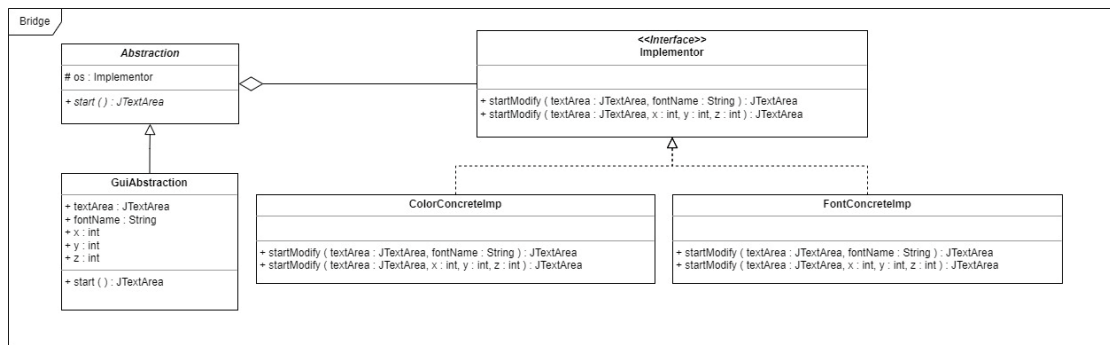 Bridge
Abstraction
# os : Implementor
+ start ( ) : JTextArea
<<Interface>>
Implementor
+ startModify ( textArea : JTextArea, fontName : String ) : JTextArea
+ startModify ( textArea : JTextArea, x : int, y : int, z : int ) : JTextArea
GuiAbstraction
+ textArea : JTextArea
+ fontName : String
+ x : int
+ y : int
+ z : int
+ start ( ) : JTextArea
ColorConcreteImp
+ startModify ( textArea : JTextArea, fontName : String ) : JTextArea
+ startModify ( textArea : JTextArea, x : int, y : int, z : int ) : JTextArea
FontConcreteImp
+ startModify ( textArea : JTextArea, fontName : String ) : JTextArea
+ startModify ( textArea : JTextArea, x : int, y : int, z : int ) : JTextArea